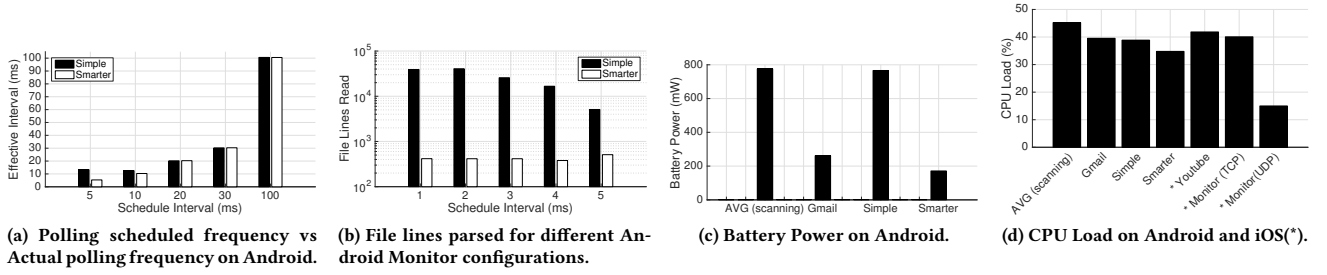 100
90
80
70
60
50
40
30
20
10
0
Effective Interval (ms)
Simple
Smarter
5 10 20 30 100
Schedule Interval (ms)
(a) Polling scheduled frequency vs
Actual polling frequency on Android.
10^5
10^4
10^3
10^2
File Lines Read
Simple
Smarter
1 2 3 4 5
Schedule Interval (ms)
(b) File lines parsed for different An-
droid Monitor configurations.
800
600
400
200
0
Battery Power (mW)
AVG (scanning) Gmail Simple Smarter
(c) Battery Power on Android.
50
40
30
20
10
0
CPU Load (%)
AVG (scanning)
Gmail
Simple
Smarter
* Youtube
* Monitor (TCP)
* Monitor(UDP)
(d) CPU Load on Android and iOS(*).